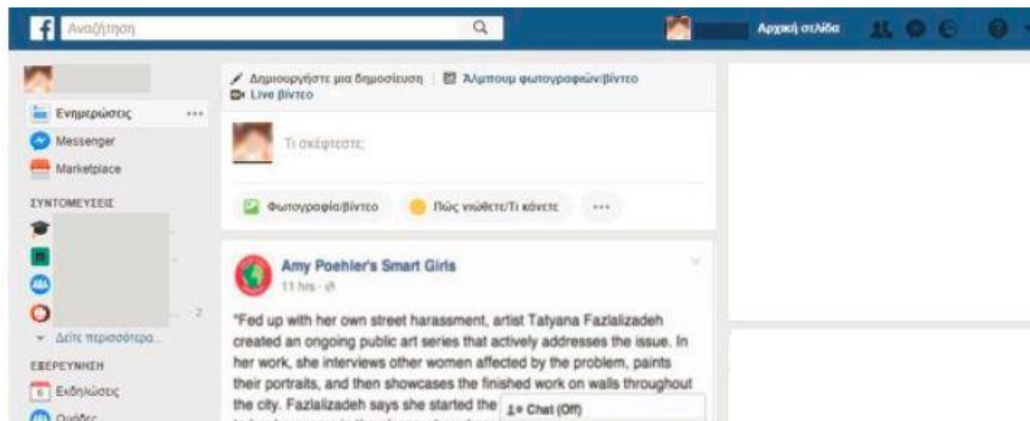 f Αναζήτηση Αρχική σελίδα
Ενημερώσεις
Messenger
Marketplace
ΣΥΝΤΟΜΕΥΣΕΙΣ
2
Δείτε περισσότερα...
ΕΞΕΡΕΥΝΗΣΗ
6 Εκδηλώσεις
Ομάδες
Δημιουργήστε μια δημοσίευση Άλμπουμ φωτογραφιών/βίντεο
Live βίντεο
Τι σκέφτεστε;
Φωτογραφία/βίντεο Πώς νιώθετε/Τι κάνετε
Amy Poehler's Smart Girls
11 hrs ·
"Fed up with her own street harassment, artist Tatyana Fazlalizadeh
created an ongoing public art series that actively addresses the issue. In
her work, she interviews other women affected by the problem, paints
their portraits, and then showcases the finished work on walls throughout
the city. Fazlalizadeh says she started the
Chat (Off)